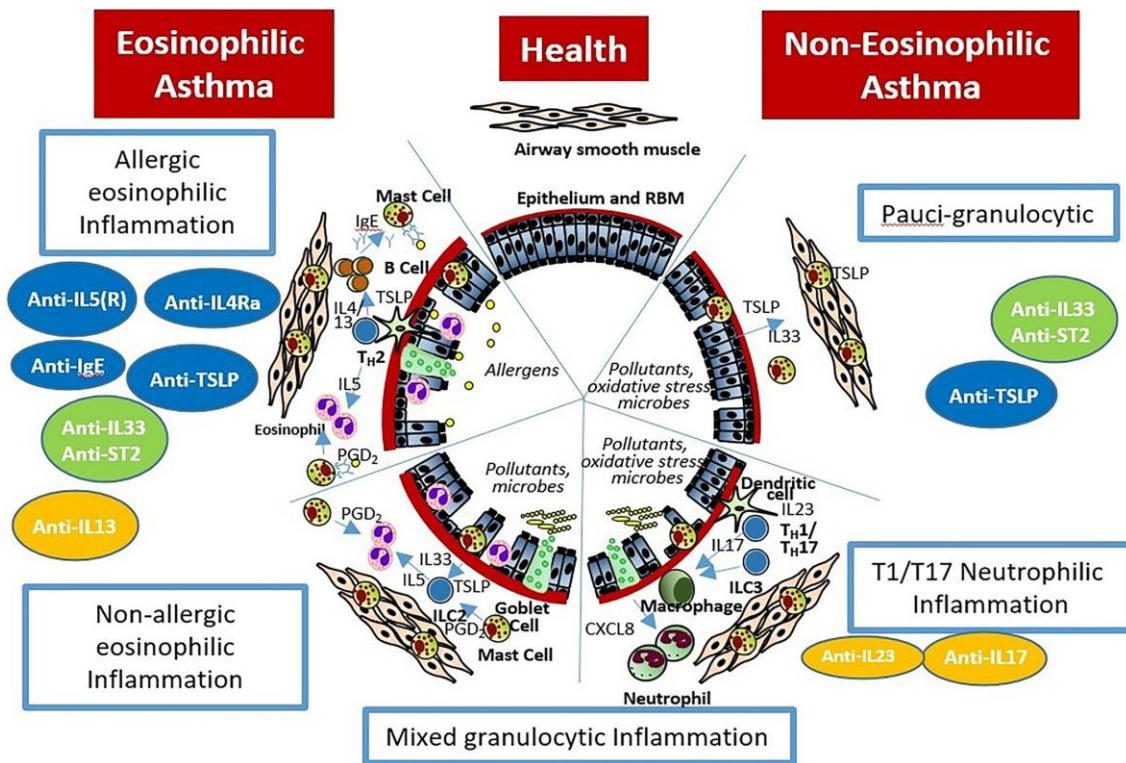 Eosinophilic
Asthma
Health
Non-Eosinophilic
Asthma
Airway smooth muscle
Epithelium and RBM
Allergic
eosinophilic
Inflammation
Anti-IL5(R)
Anti-IL4Ra
Anti-IgE
Anti-TSLP
Anti-IL33
Anti-ST2
Anti-IL13
Mast Cell
IgE
B Cell
IL4/
13
TSLP
TH2
IL5
Eosinophil
PGD2
Allergens
Pollutants,
oxidative stress,
microbes
TSLP
IL33
TSLP
Pauci-granulocytic
Anti-IL33
Anti-ST2
Anti-TSLP
Non-allergic
eosinophilic
Inflammation
PGD2
Pollutants,
microbes
IL33
IL5
TSLP
ILC2
PGD2
Goblet
Cell
Mast Cell
Pollutants,
oxidative stress,
microbes
Dendritic
cell
IL23
TH1/
TH17
IL17
ILC3
Macrophage
CXCL8
Neutrophil
T1/T17 Neutrophilic
Inflammation
Anti-IL23
Anti-IL17
Mixed granulocytic Inflammation